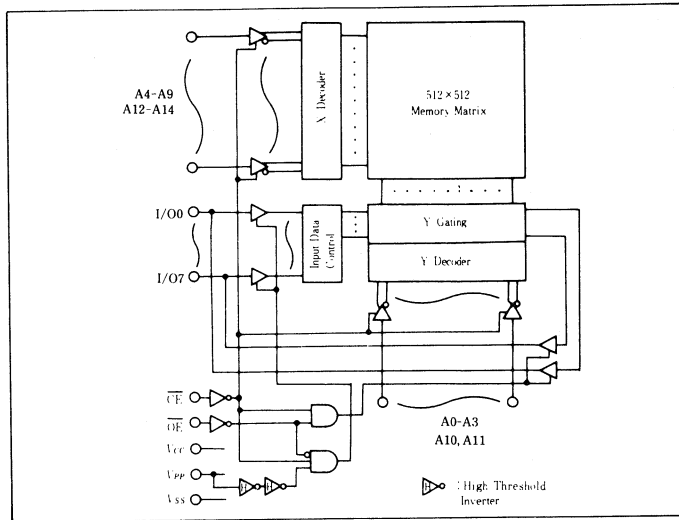 A4-A9
A12-A14
X Decoder
512×512
Memory Matrix
I/O0
I/O7
Input Data
Control
Y Gating
Y Decoder
CE
OE
VCC
VPP
VSS
A0-A3
A10, A11
H
H
H
: High Threshold
Inverter